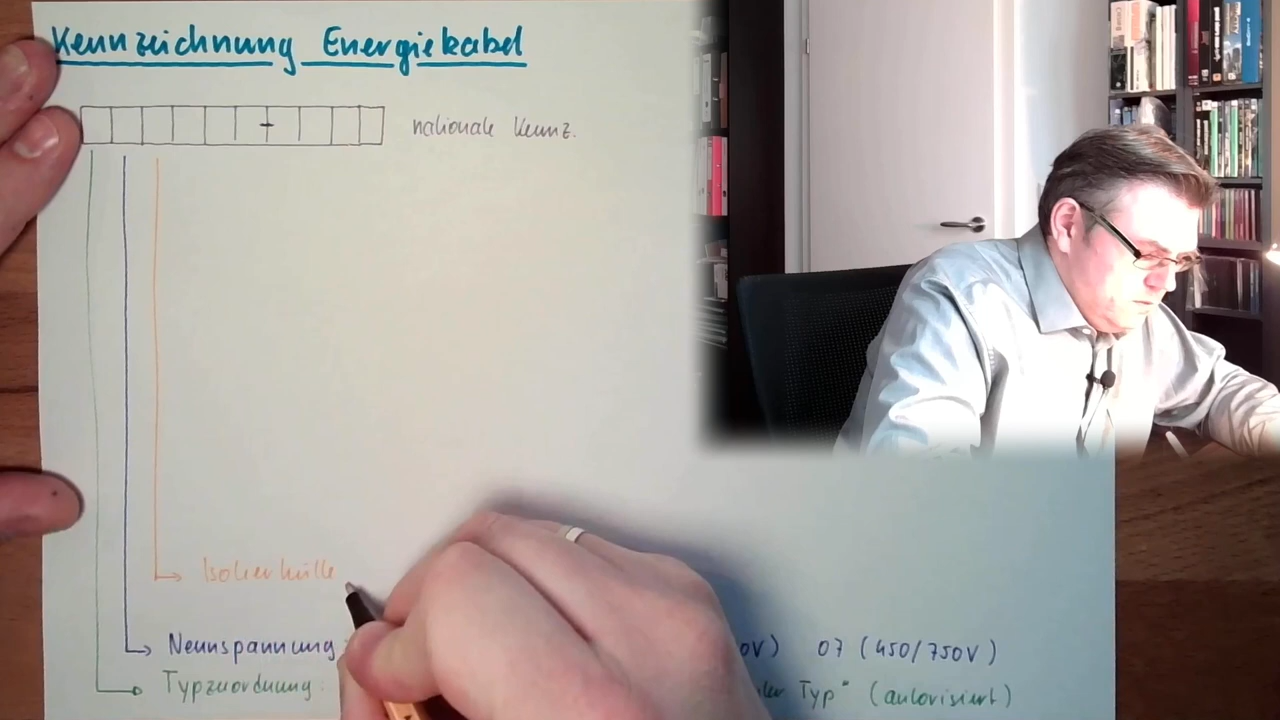 Kennzeichnung Energiekabel
nationale Kennz.
Isolierhülle
Nennspannung
07 (450/750V)
Typzuordnung:
Typ" (autorisiert)